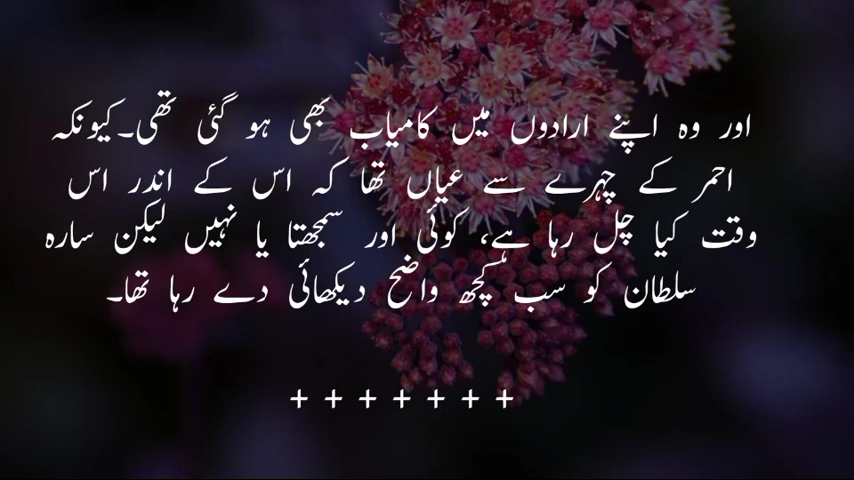 اور وہ اپنے ارادوں میں کامیاب بھی ہو گئی تھی۔کیونکہ
احمر کے چہرے سے عیاں تھا کہ اس کے اندر اس
وقت کیا چل رہا ہے، کوئی اور سمجھتا یا نہیں لیکن سارہ
سلطان کو سب کچھ واضح دیکھائی دے رہا تھا۔
+ + + + + + +